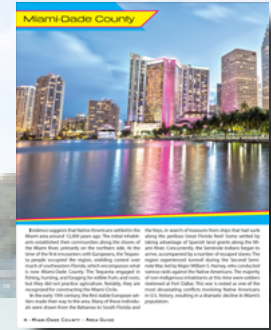 Miami-Dade County
Evidence suggests that Native Americans settled in the
Miami area around 12,000 years ago. The initial inhabit-
ants established their communities along the shores of
the Miami River, primarily on the northern side. At the
time of the first encounters with Europeans, the Teques-
ta people occupied the region, wielding control over
much of southeastern Florida, which encompasses what
is now Miami-Dade County. The Tequesta engaged in
fishing, hunting, and foraging for edible fruits and roots,
but they did not practice agriculture. Notably, they are
recognized for constructing the Miami Circle.
In the early 16th century, the first stable European set-
tlers made their way to the area. Many of these individu-
als were drawn from the Bahamas to South Florida and
the Keys, in search of treasures from ships that had sunk
along the perilous Great Florida Reef. Some settled by
taking advantage of Spanish land grants along the Mi-
ami River. Concurrently, the Seminole Indians began to
arrive, accompanied by a number of escaped slaves. The
region experienced turmoil during the Second Semi-
nole War, led by Major William S. Harney, who conducted
various raids against the Native Americans. The majority
of non-indigenous inhabitants at this time were soldiers
stationed at Fort Dallas. This war is noted as one of the
most devastating conflicts involving Native Americans
in U.S. history, resulting in a dramatic decline in Miami's
population.
Miami-Dade County - Area Guide